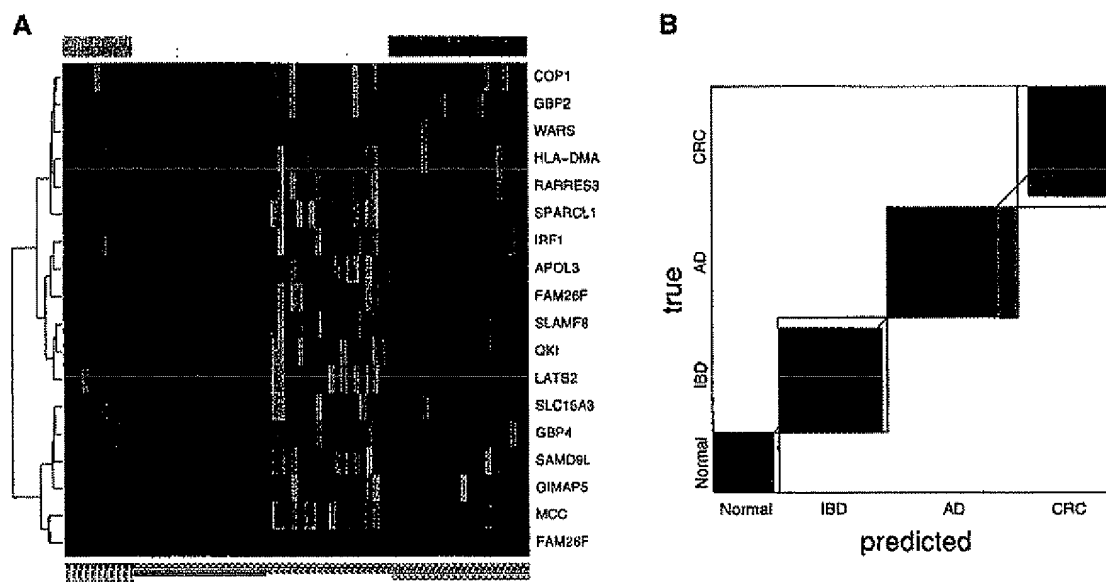 A
COP1
GBP2
WARS
HLA-DMA
RARRES3
SPARCL1
IRF1
APOL3
FAM26F
SLAMF8
QKI
LATS2
SLC15A3
GBP4
SAMD9L
GIMAP5
MCC
FAM26F
B
true
CRC
AD
IBD
Normal
Normal IBD AD CRC
predicted